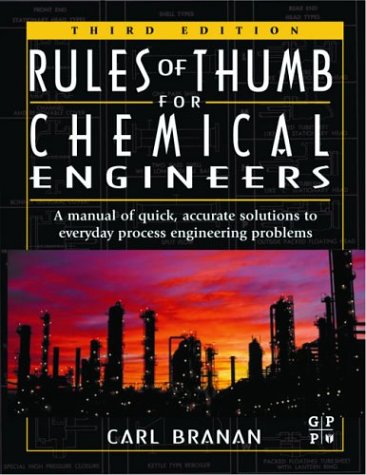 THIRD EDITION
RULES OF THUMB
FOR
CHEMICAL
ENGINEERS
A manual of quick, accurate solutions to
everyday process engineering problems
CARL BRANAN
G P
P